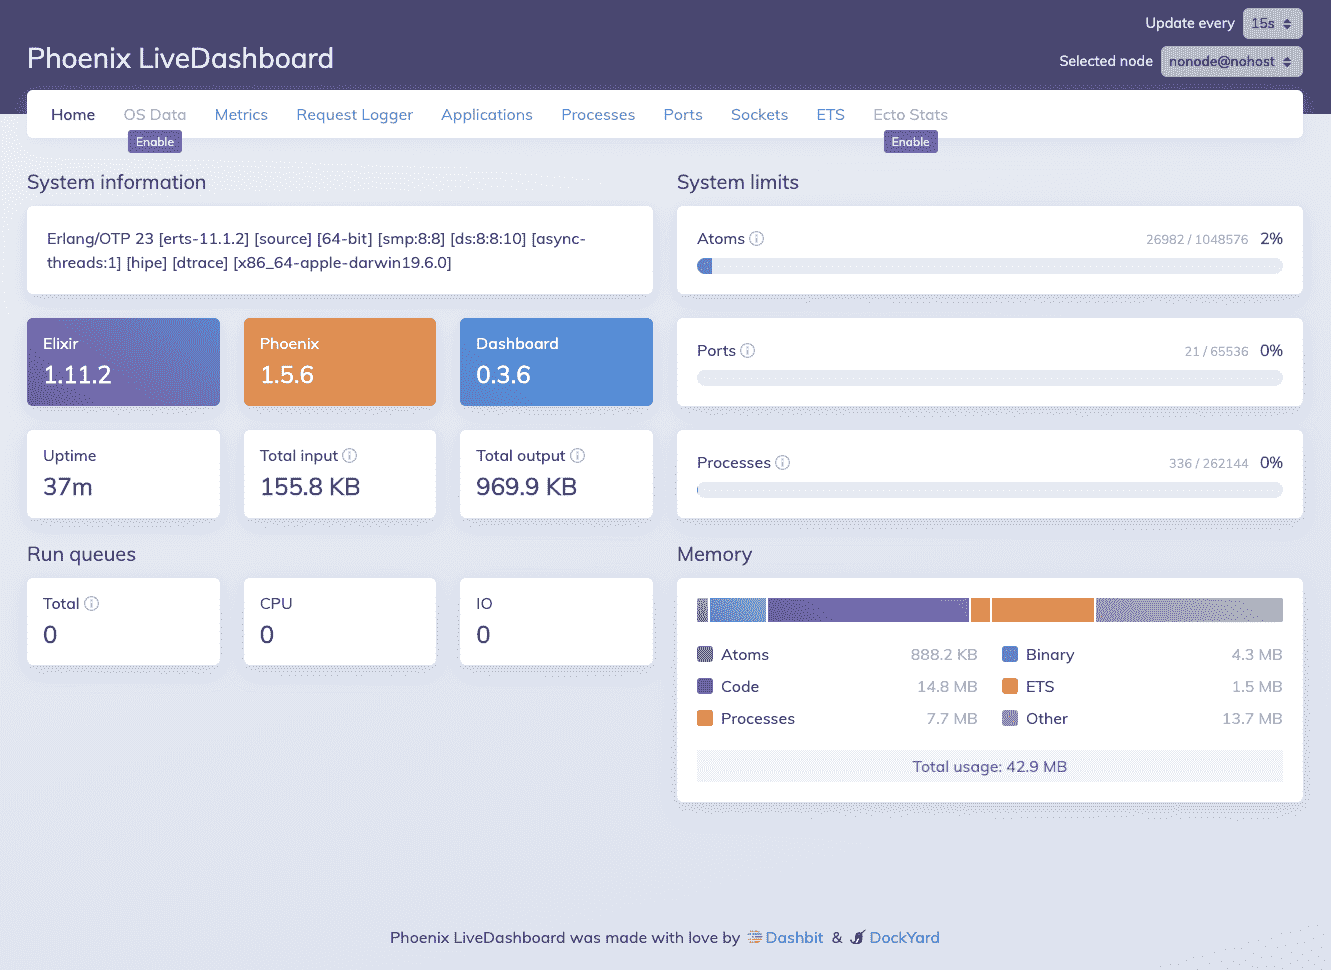 Update every 15s
Phoenix LiveDashboard
Selected node nonode@nohost
Home OS Data Metrics Request Logger Applications Processes Ports Sockets ETS Ecto Stats
Enable Enable
System information
Erlang/OTP 23 [erts-11.1.2] [source] [64-bit] [smp:8:8] [ds:8:8:10] [async-
threads:1] [hipe] [dtrace] [x86_64-apple-darwin19.6.0]
Elixir
1.11.2
Phoenix
1.5.6
Dashboard
0.3.6
Uptime
37m
Total input
155.8 KB
Total output
969.9 KB
Run queues
Total
0
CPU
0
IO
0
System limits
Atoms 26982 / 1048576 2%
Ports 21 / 65536 0%
Processes 336 / 262144 0%
Memory
Atoms 888.2 KB Binary 4.3 MB
Code 14.8 MB ETS 1.5 MB
Processes 7.7 MB Other 13.7 MB
Total usage: 42.9 MB
Phoenix LiveDashboard was made with love by Dashbit & DockYard